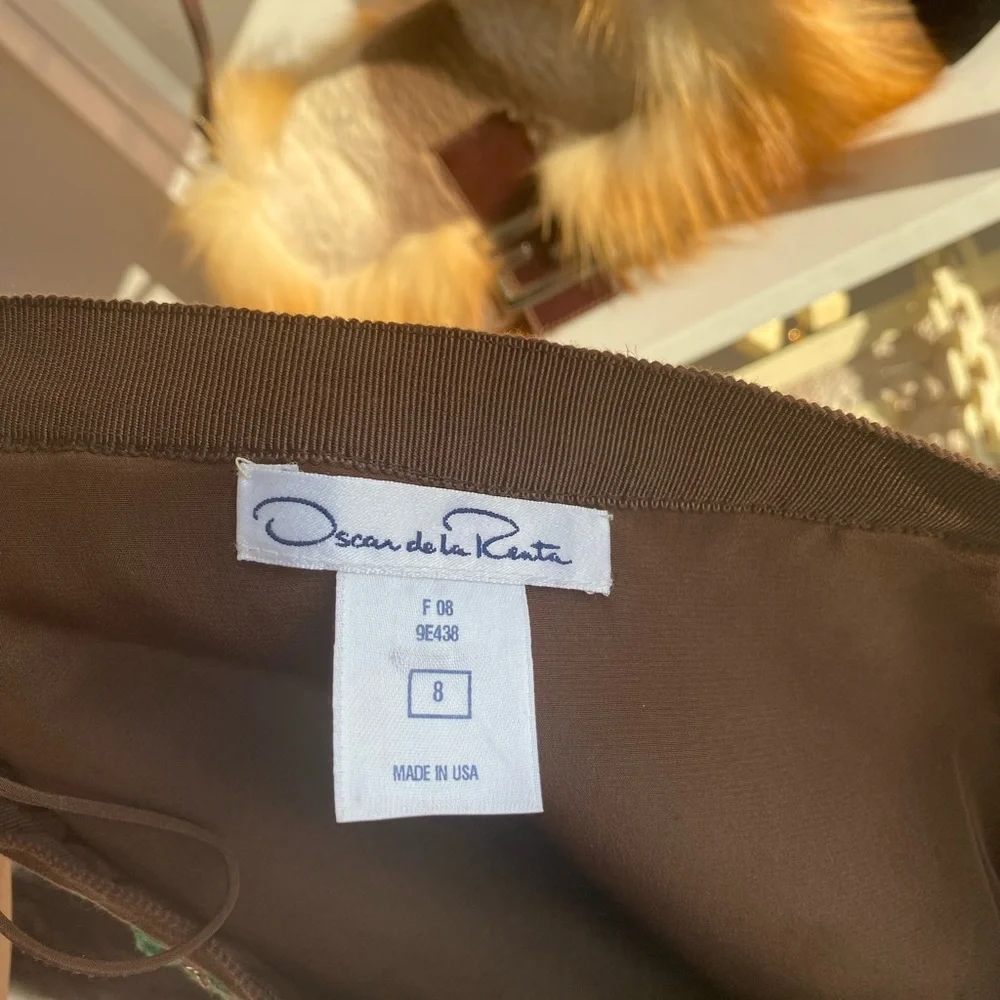 Oscar de la Renta
F 08
9E438
8
MADE IN USA